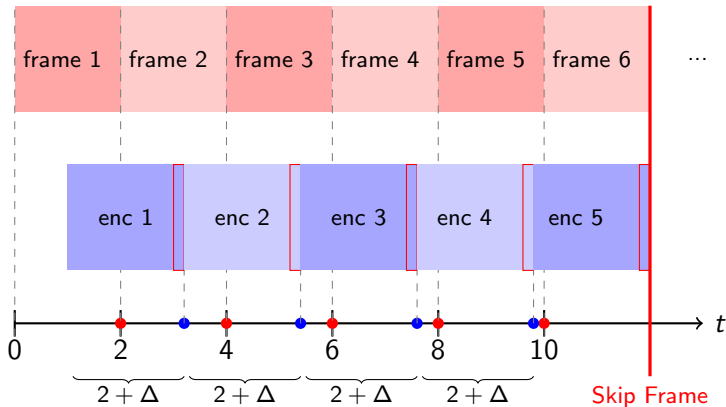 frame 1 frame 2 frame 3 frame 4 frame 5 frame 6 ...
enc 1 enc 2 enc 3 enc 4 enc 5
t
0 2 4 6 8 10
2 + Δ 2 + Δ 2 + Δ 2 + Δ Skip Frame